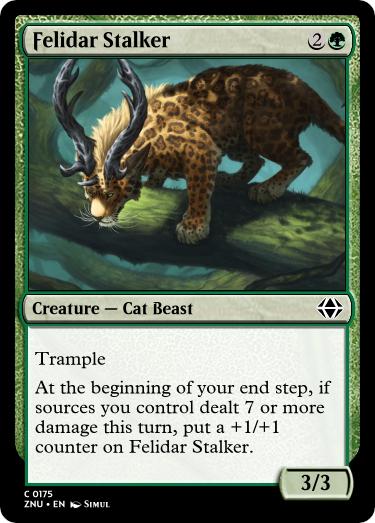 Felidar Stalker 2
Creature — Cat Beast
Trample
At the beginning of your end step, if
sources you control dealt 7 or more
damage this turn, put a +1/+1
counter on Felidar Stalker.
3/3
C 0175
ZNU • EN SIMUL